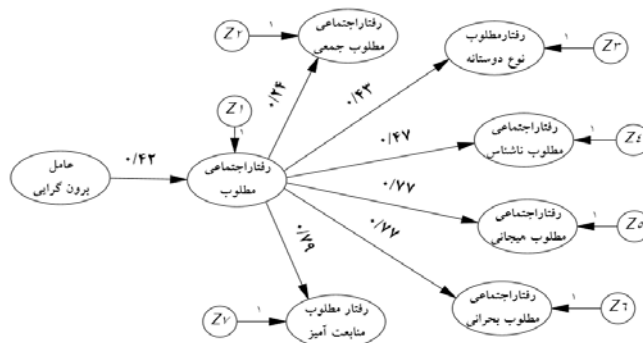 Z۲
۱
رفتاراجتماعی
مطلوب جمعی
رفتارمطلوب
نوع دوستانه
۱
Z۳
۰/۲۴
۰/۴۳
Z۱
۱
رفتاراجتماعی
مطلوب ناشناس
۱
Z۴
۰/۴۷
عامل
برون گرایی
۰/۴۲
رفتاراجتماعی
مطلوب
۰/۷۷
رفتاراجتماعی
مطلوب هیجانی
۱
Z۵
۰/۷۹
۰/۷۷
رفتاراجتماعی
مطلوب بحرانی
۱
Z۶
Z۷
۱
رفتار مطلوب
متابعت آمیز